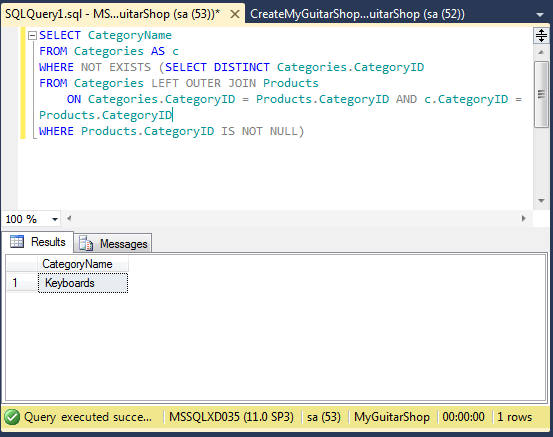 SQLQuery1.sql - MS...uitarShop (sa (53))* CreateMyGuitarShop...uitarShop (sa (52))
SELECT CategoryName
FROM Categories AS c
WHERE NOT EXISTS (SELECT DISTINCT Categories.CategoryID
FROM Categories LEFT OUTER JOIN Products
ON Categories.CategoryID = Products.CategoryID AND c.CategoryID =
Products.CategoryID
WHERE Products.CategoryID IS NOT NULL)
100 %
Results Messages
CategoryName
1 Keyboards
Query executed succe... MSSQLXD035 (11.0 SP3) sa (53) MyGuitarShop 00:00:00 1 rows